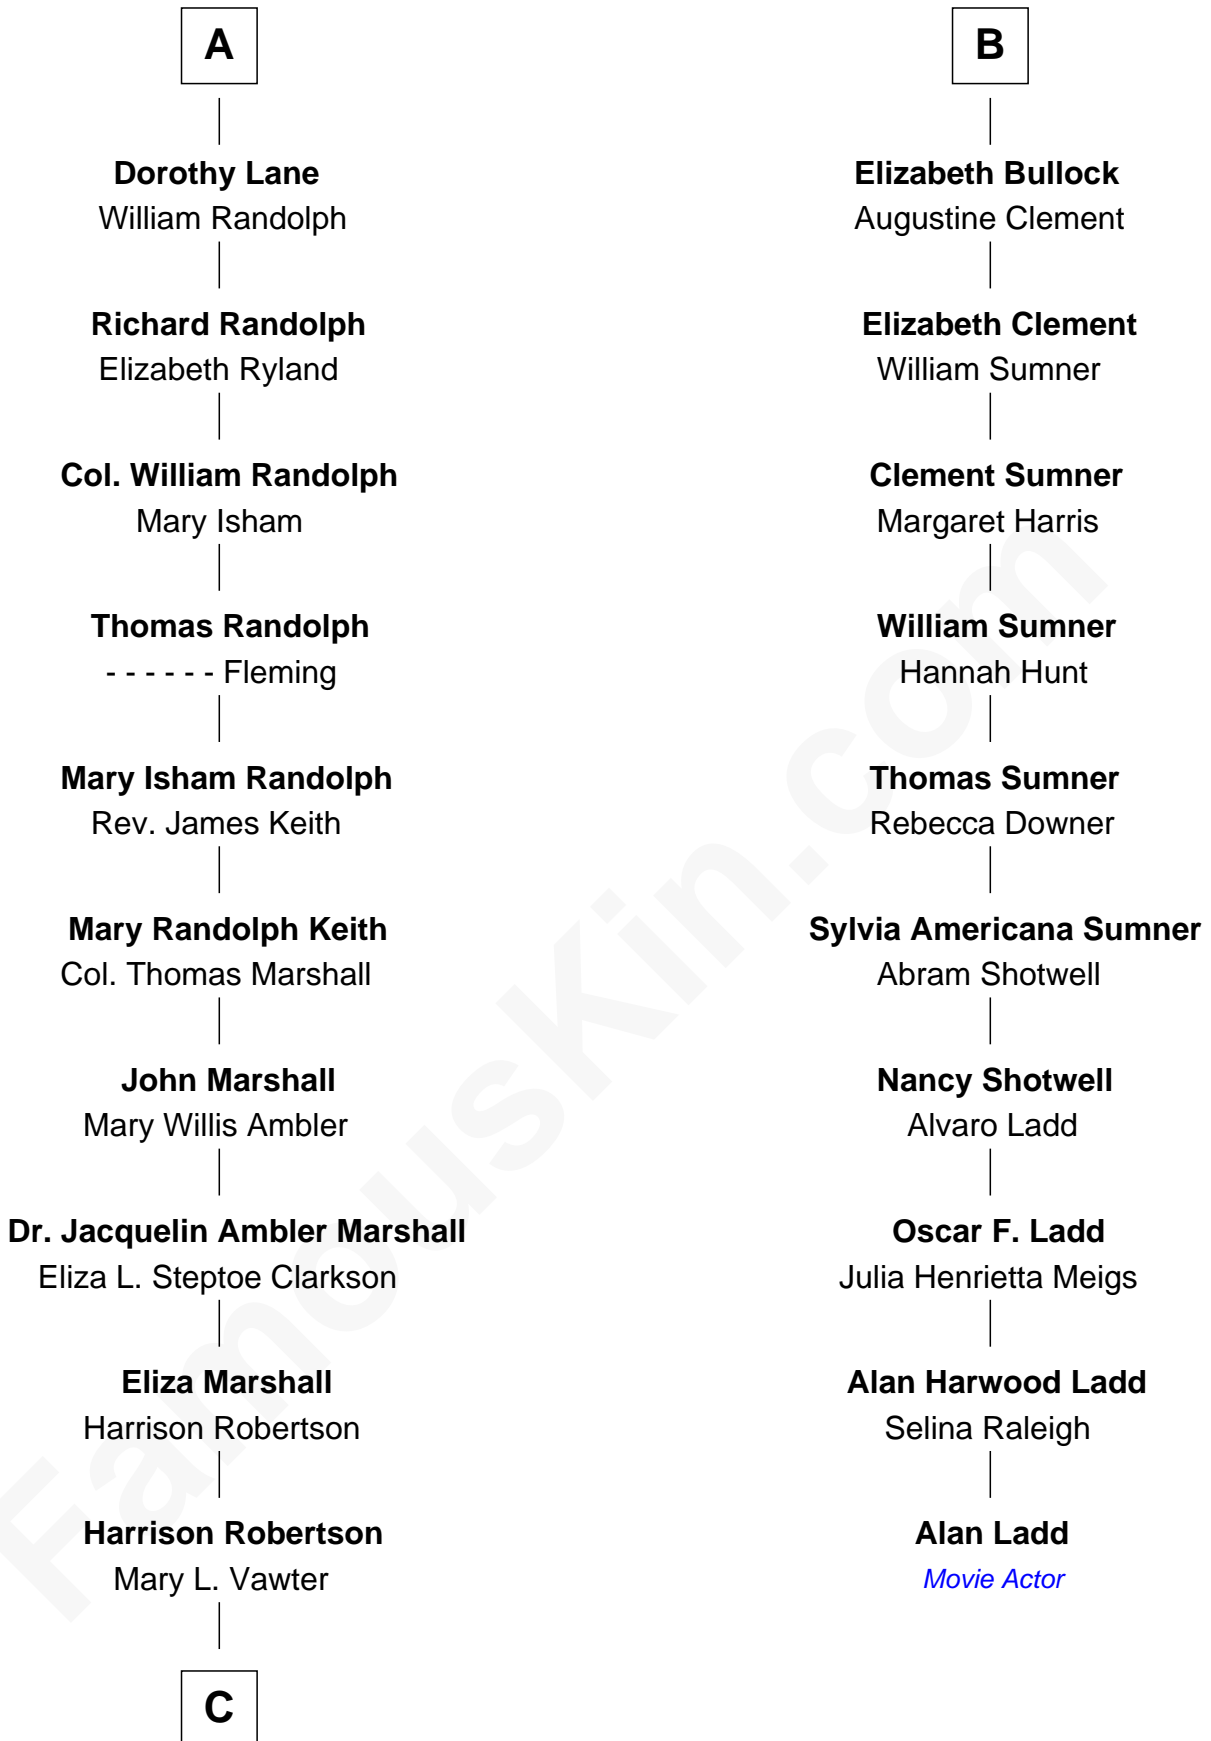 A
Dorothy Lane
William Randolph
Richard Randolph
Elizabeth Ryland
Col. William Randolph
Mary Isham
Thomas Randolph
- - - - - - Fleming
Mary Isham Randolph
Rev. James Keith
Mary Randolph Keith
Col. Thomas Marshall
John Marshall
Mary Willis Ambler
Dr. Jacquelin Ambler Marshall
Eliza L. Steptoe Clarkson
Eliza Marshall
Harrison Robertson
Harrison Robertson
Mary L. Vawter
C
B
Elizabeth Bullock
Augustine Clement
Elizabeth Clement
William Sumner
Clement Sumner
Margaret Harris
William Sumner
Hannah Hunt
Thomas Sumner
Rebecca Downer
Sylvia Americana Sumner
Abram Shotwell
Nancy Shotwell
Alvaro Ladd
Oscar F. Ladd
Julia Henrietta Meigs
Alan Harwood Ladd
Selina Raleigh
Alan Ladd
Movie Actor
FamousKin.com